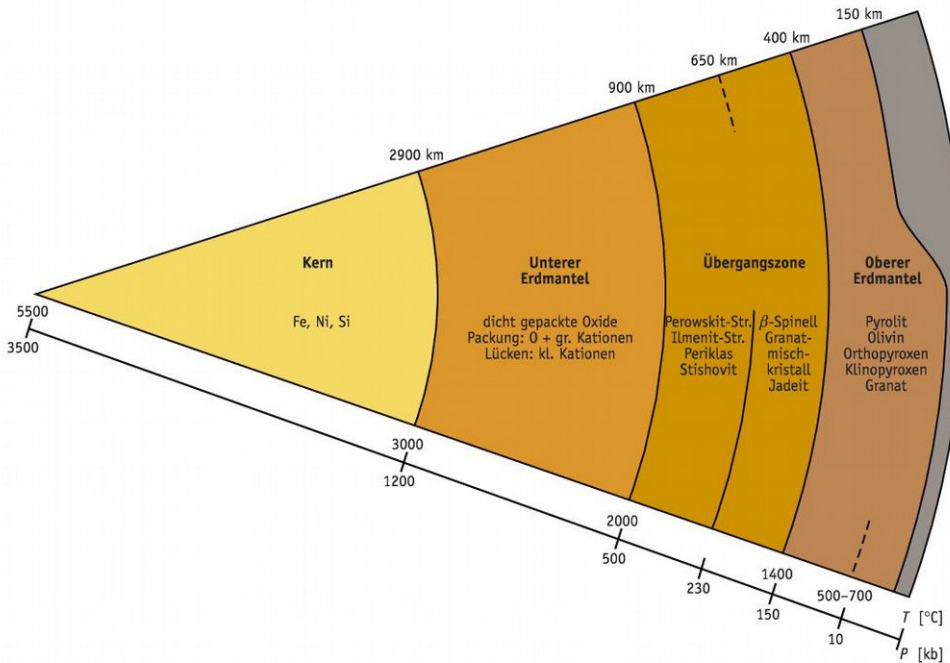 150 km
400 km
650 km
900 km
2900 km
Kern
Fe, Ni, Si
Unterer
Erdmantel
dicht gepackte Oxide
Packung: O + gr. Kationen
Lücken: kl. Kationen
Übergangszone
Perowskit-Str.
Ilmenit-Str.
Periklas
Stishovit
β-Spinell
Granat-
misch-
kristall
Jadeit
Oberer
Erdmantel
Pyrolit
Olivin
Orthopyroxen
Klinopyroxen
Granat
5500
3500
3000
1200
2000
500
230
1400
150
500–700
10
T [°C]
P [kb]